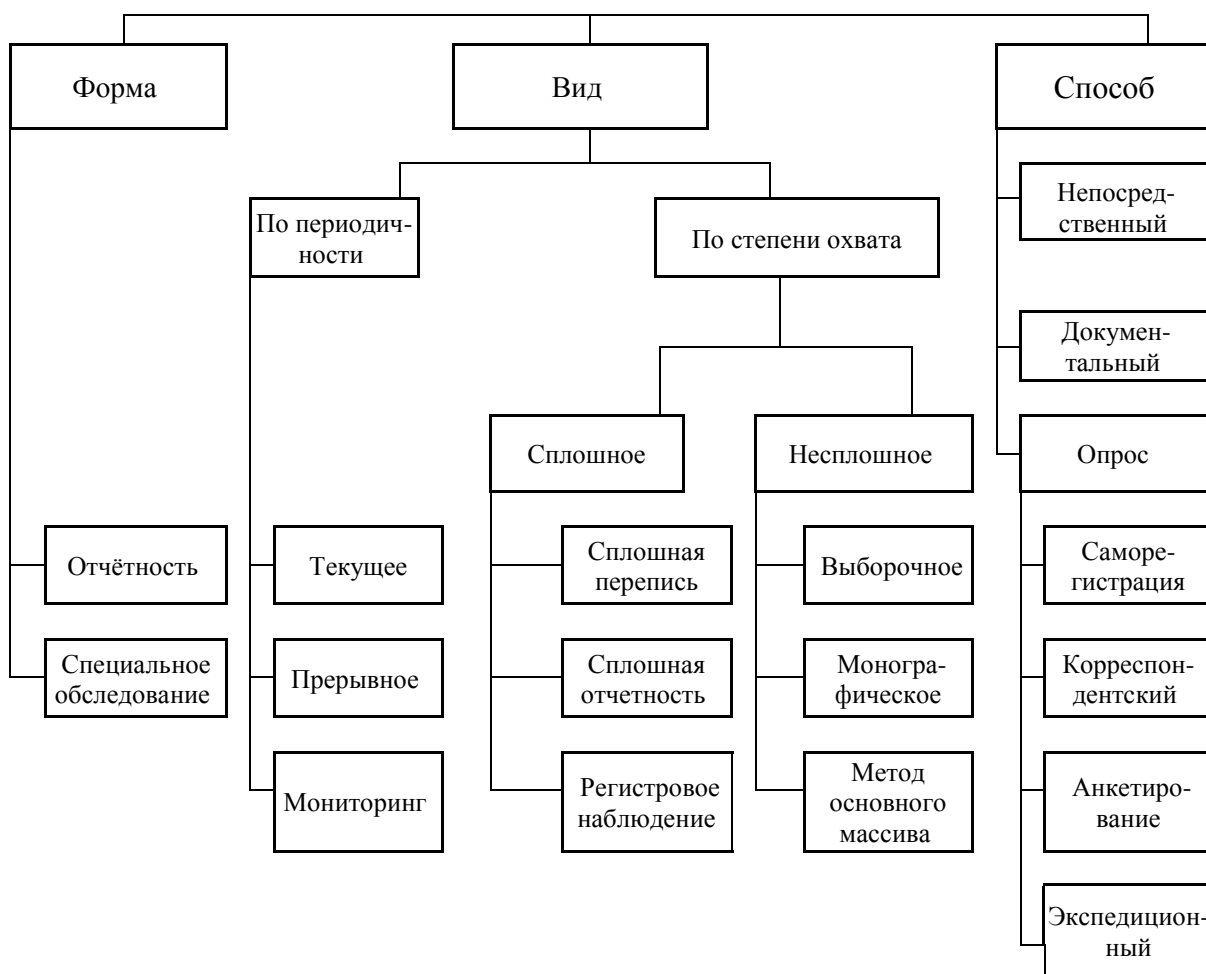 Форма
Вид
Способ
По периодич-
ности
По степени охвата
Непосред-
ственный
Докумен-
тальный
Сплошное
Несплошное
Опрос
Отчётность
Текущее
Сплошная
перепись
Выборочное
Саморе-
гистрация
Специальное
обследование
Прерывное
Сплошная
отчетность
Моногра-
фическое
Корреспон-
дентский
Мониторинг
Регистровое
наблюдение
Метод
основного
массива
Анкетиро-
вание
Экспедицион-
ный